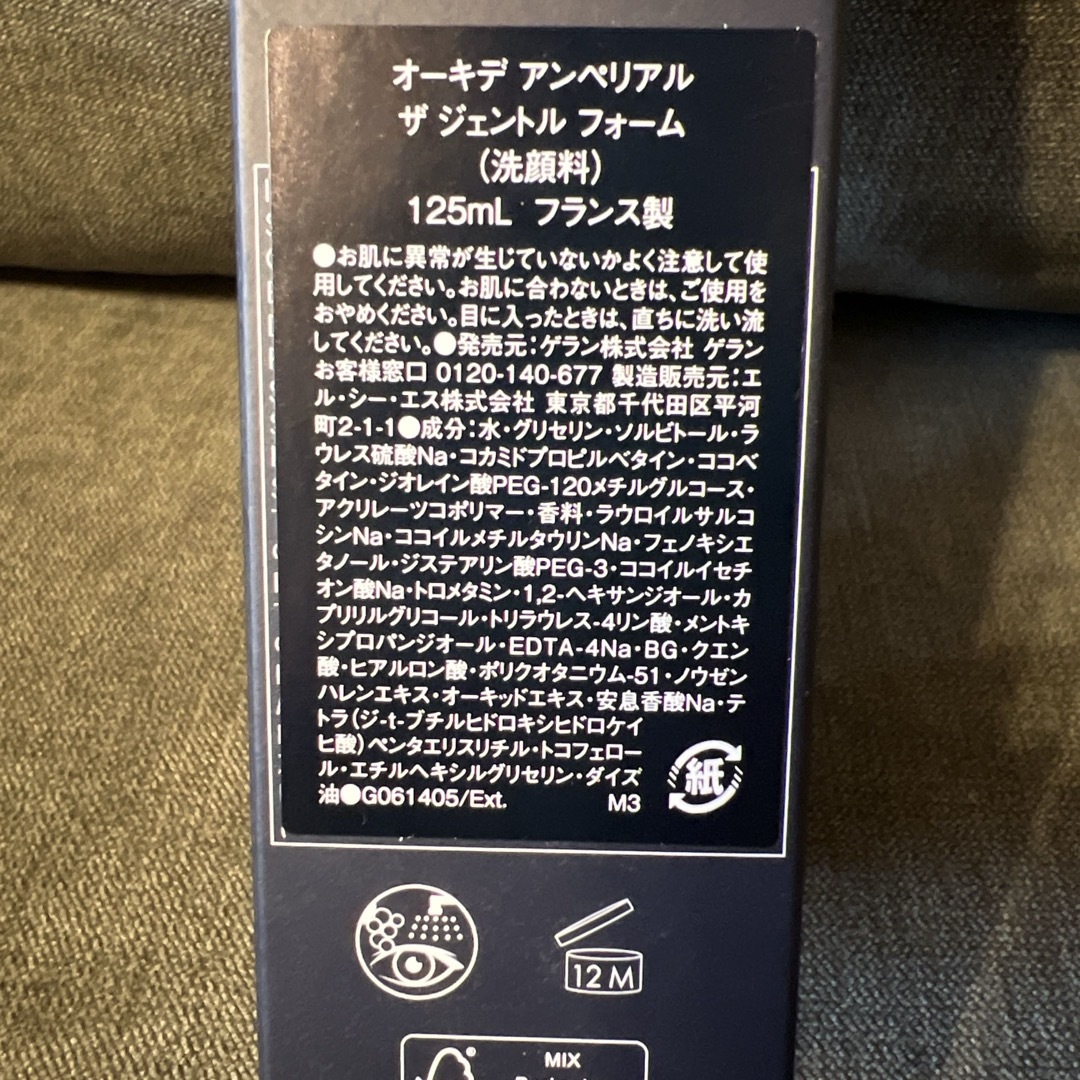 オーキデ アンペリアル
ザ ジェントル フォーム
(洗顔料)
125mL フランス製
●お肌に異常が生じていないかよく注意して使
用してください。お肌に合わないときは、ご使用を
おやめください。目に入ったときは、直ちに洗い流
してください。●発売元:ゲラン株式会社 ゲラン
お客様窓口 0120-140-677 製造販売元:エ
ル・シー・エス株式会社 東京都千代田区平河
町2-1-1●成分:水・グリセリン・ソルビトール・ラ
ウレス硫酸Na・コカミドプロピルベタイン・ココベ
タイン・ジオレイン酸PEG-120メチルグルコース・
アクリレーツコポリマー・香料・ラウロイルサルコ
シンNa・ココイルメチルタウリンNa・フェノキシエ
タノール・ジステアリン酸PEG-3・ココイルイセチ
オン酸Na・トロメタミン・1,2-ヘキサンジオール・カ
プリリルグリコール・トリラウレス-4リン酸・メントキ
シプロパンジオール・EDTA-4Na・BG・クエン
酸・ヒアルロン酸・ポリクオタニウム-51・ノウゼン
ハレンエキス・オーキッドエキス・安息香酸Na・テ
トラ(ジ-t-ブチルヒドロキシヒドロケイ
ヒ酸)ペンタエリスリチル・トコフェロー
ル・エチルヘキシルグリセリン・ダイズ
油●G061405/Ext. M3
紙
12 M
MIX